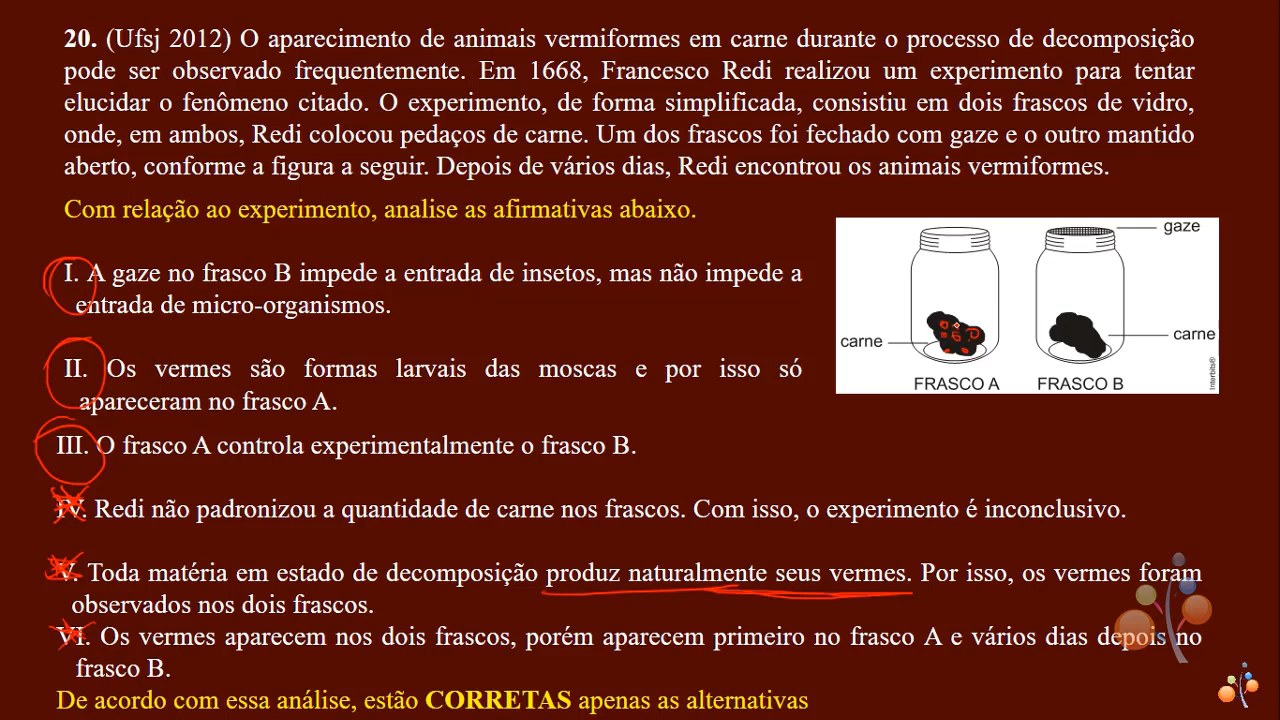 20. (Ufsj 2012) O aparecimento de animais vermiformes em carne durante o processo de decomposição
pode ser observado frequentemente. Em 1668, Francesco Redi realizou um experimento para tentar
elucidar o fenômeno citado. O experimento, de forma simplificada, consistiu em dois frascos de vidro,
onde, em ambos, Redi colocou pedaços de carne. Um dos frascos foi fechado com gaze e o outro mantido
aberto, conforme a figura a seguir. Depois de vários dias, Redi encontrou os animais vermiformes.
Com relação ao experimento, analise as afirmativas abaixo.
I. A gaze no frasco B impede a entrada de insetos, mas não impede a
entrada de micro-organismos.
II. Os vermes são formas larvais das moscas e por isso só
apareceram no frasco A.
III. O frasco A controla experimentalmente o frasco B.
gaze
carne
carne
FRASCO A
FRASCO B
Interbits®
IV. Redi não padronizou a quantidade de carne nos frascos. Com isso, o experimento é inconclusivo.
V. Toda matéria em estado de decomposição produz naturalmente seus vermes. Por isso, os vermes foram
observados nos dois frascos.
VI. Os vermes aparecem nos dois frascos, porém aparecem primeiro no frasco A e vários dias depois no
frasco B.
De acordo com essa análise, estão CORRETAS apenas as alternativas